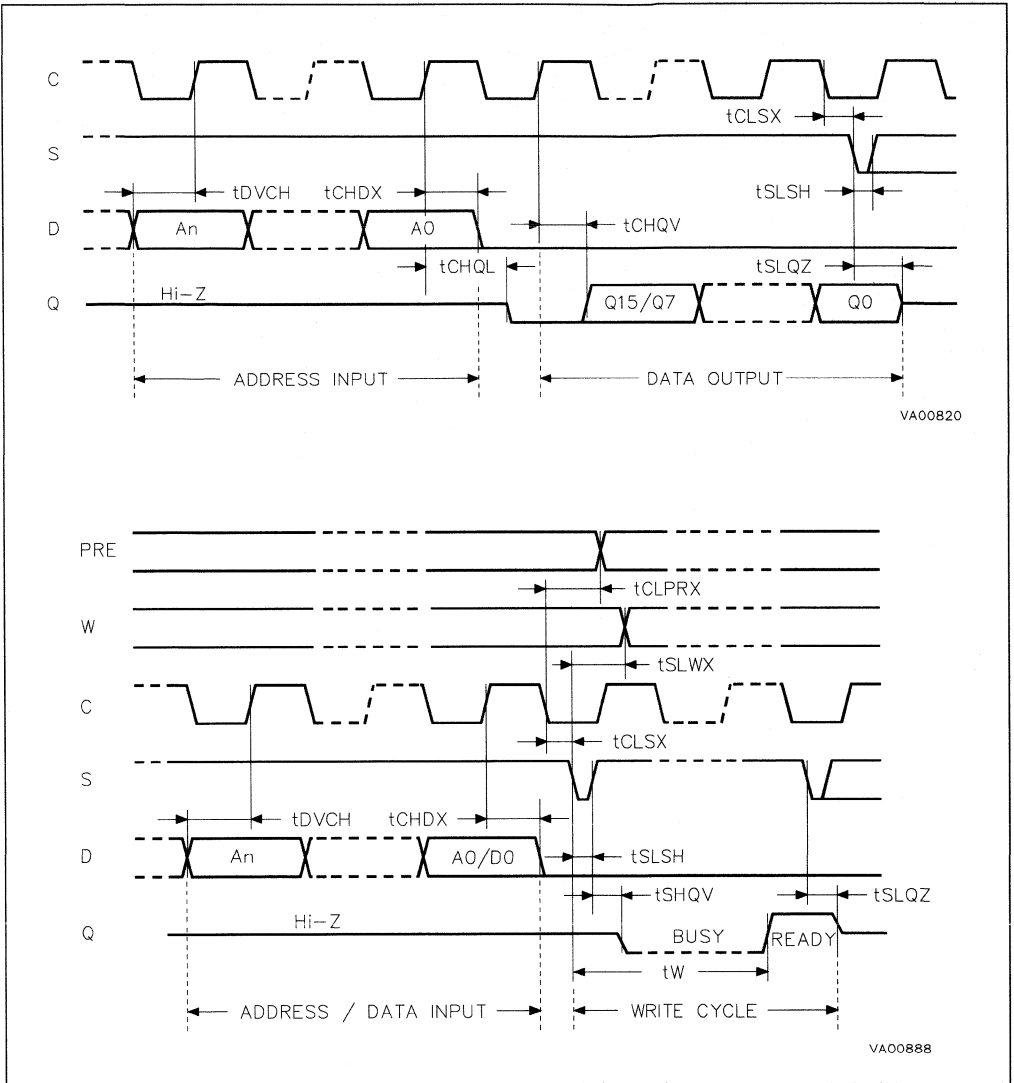 C
tCLSX
S
tDVCH
tCHDX
tSLSH
D
An
A0
tCHQV
tCHQL
tSLQZ
Q
Hi-Z
Q15/Q7
Q0
ADDRESS INPUT
DATA OUTPUT
VA00820
PRE
tCLPRX
W
tSLWX
C
tCLSX
S
tDVCH
tCHDX
D
An
A0/D0
tSLSH
tSHQV
tSLQZ
Q
Hi-Z
BUSY
READY
tW
ADDRESS / DATA INPUT
WRITE CYCLE
VA00888